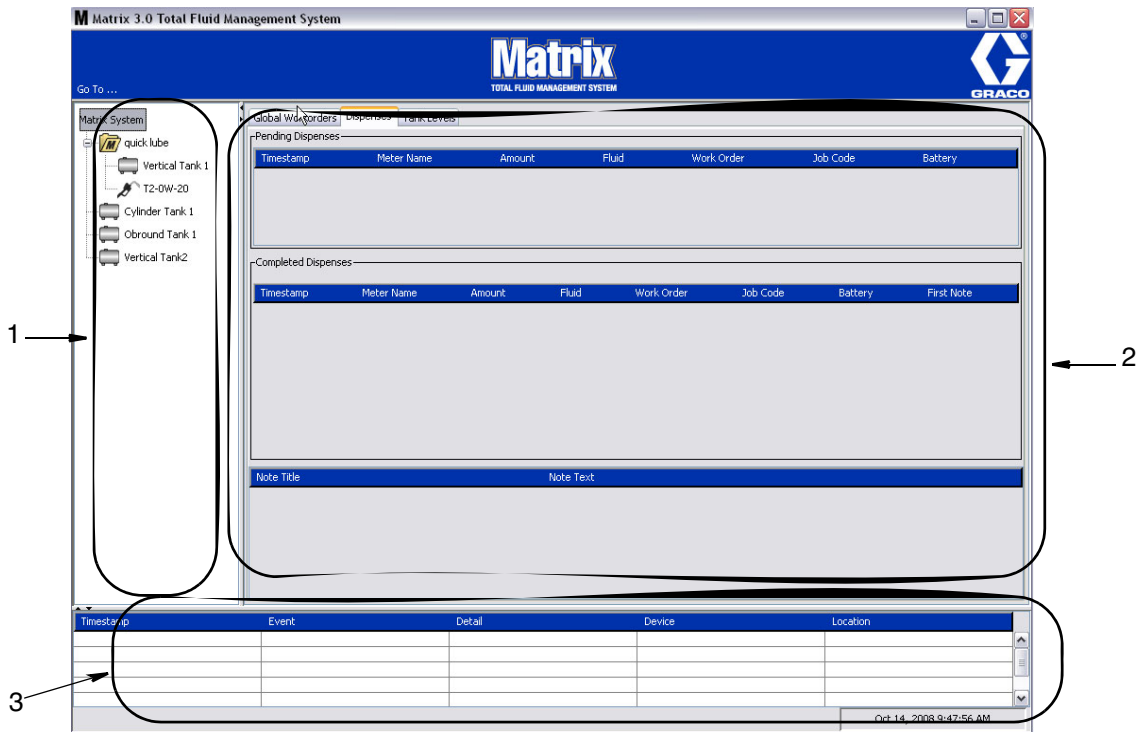 Matrix 3.0 Total Fluid Management System
Matrix
TOTAL FLUID MANAGEMENT SYSTEM
Go To ...
GRACO
Matrix System
quick lube
Vertical Tank 1
T2-0W-20
Cylinder Tank 1
Obround Tank 1
Vertical Tank2
Global Workorders Dispenses Tank Levels
Pending Dispenses
Timestamp Meter Name Amount Fluid Work Order Job Code Battery
Completed Dispenses
Timestamp Meter Name Amount Fluid Work Order Job Code Battery First Note
Note Title Note Text
1
2
Timestamp Event Detail Device Location
3
Oct 14, 2008 9:47:56 AM